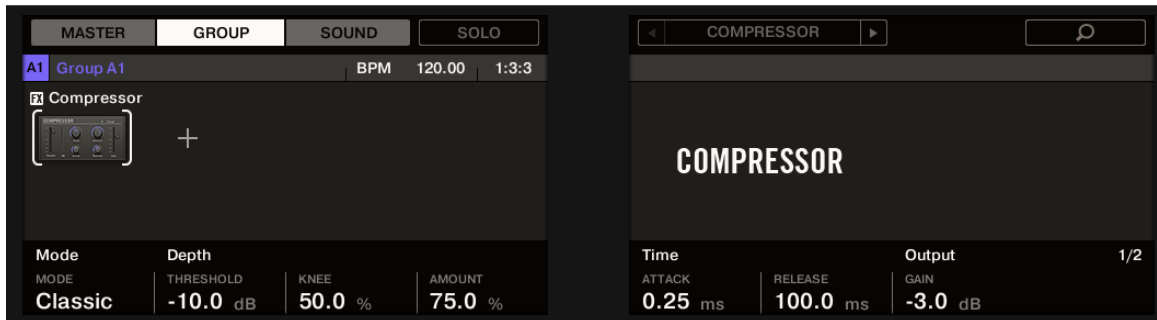 MASTER GROUP SOUND SOLO
A1 Group A1 BPM 120.00 1:3:3
FX Compressor
COMPRESSOR
+
Mode Depth
MODE THRESHOLD KNEE AMOUNT
Classic -10.0 dB 50.0 % 75.0 %
COMPRESSOR
COMPRESSOR
Time Output 1/2
ATTACK RELEASE GAIN
0.25 ms 100.0 ms -3.0 dB